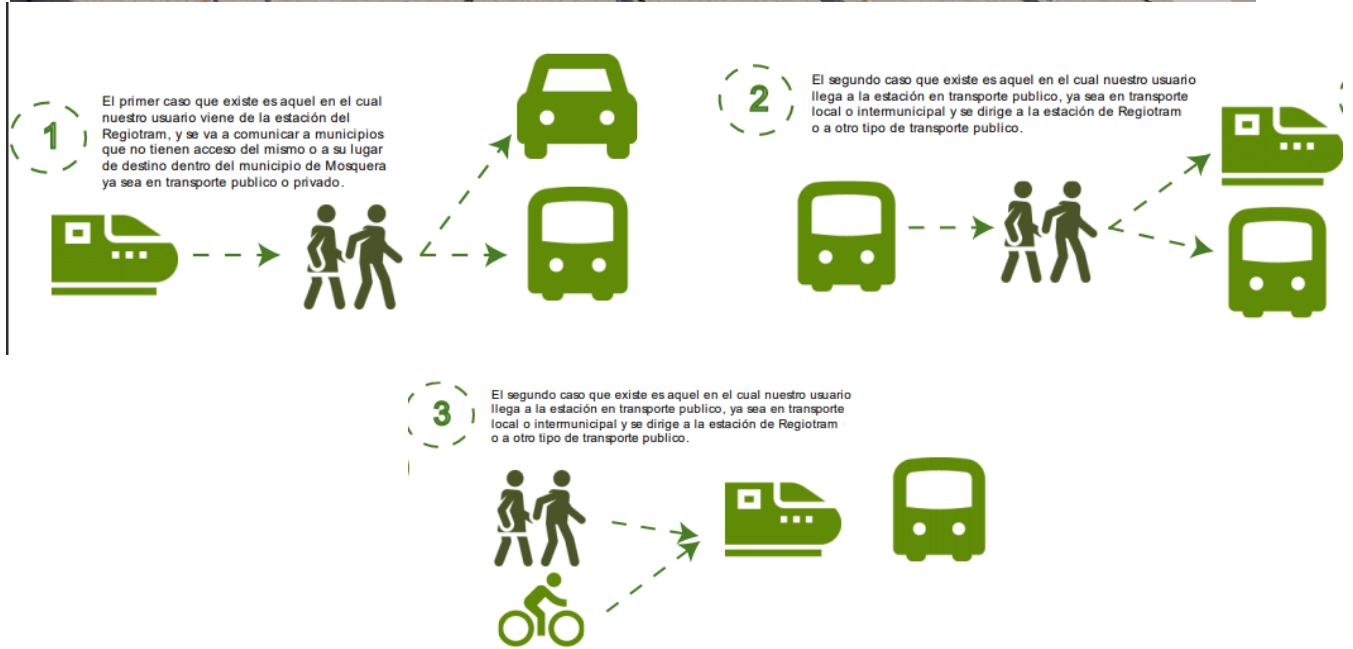 1
El primer caso que existe es aquel en el cual
nuestro usuario viene de la estación del
Regiotram, y se va a comunicar a municipios
que no tienen acceso del mismo o a su lugar
de destino dentro del municipio de Mosquera
ya sea en transporte publico o privado.
2
El segundo caso que existe es aquel en el cual nuestro usuario
llega a la estación en transporte publico, ya sea en transporte
local o intermunicipal y se dirige a la estación de Regiotram
o a otro tipo de transporte publico.
3
El segundo caso que existe es aquel en el cual nuestro usuario
llega a la estación en transporte publico, ya sea en transporte
local o intermunicipal y se dirige a la estación de Regiotram
o a otro tipo de transporte publico.